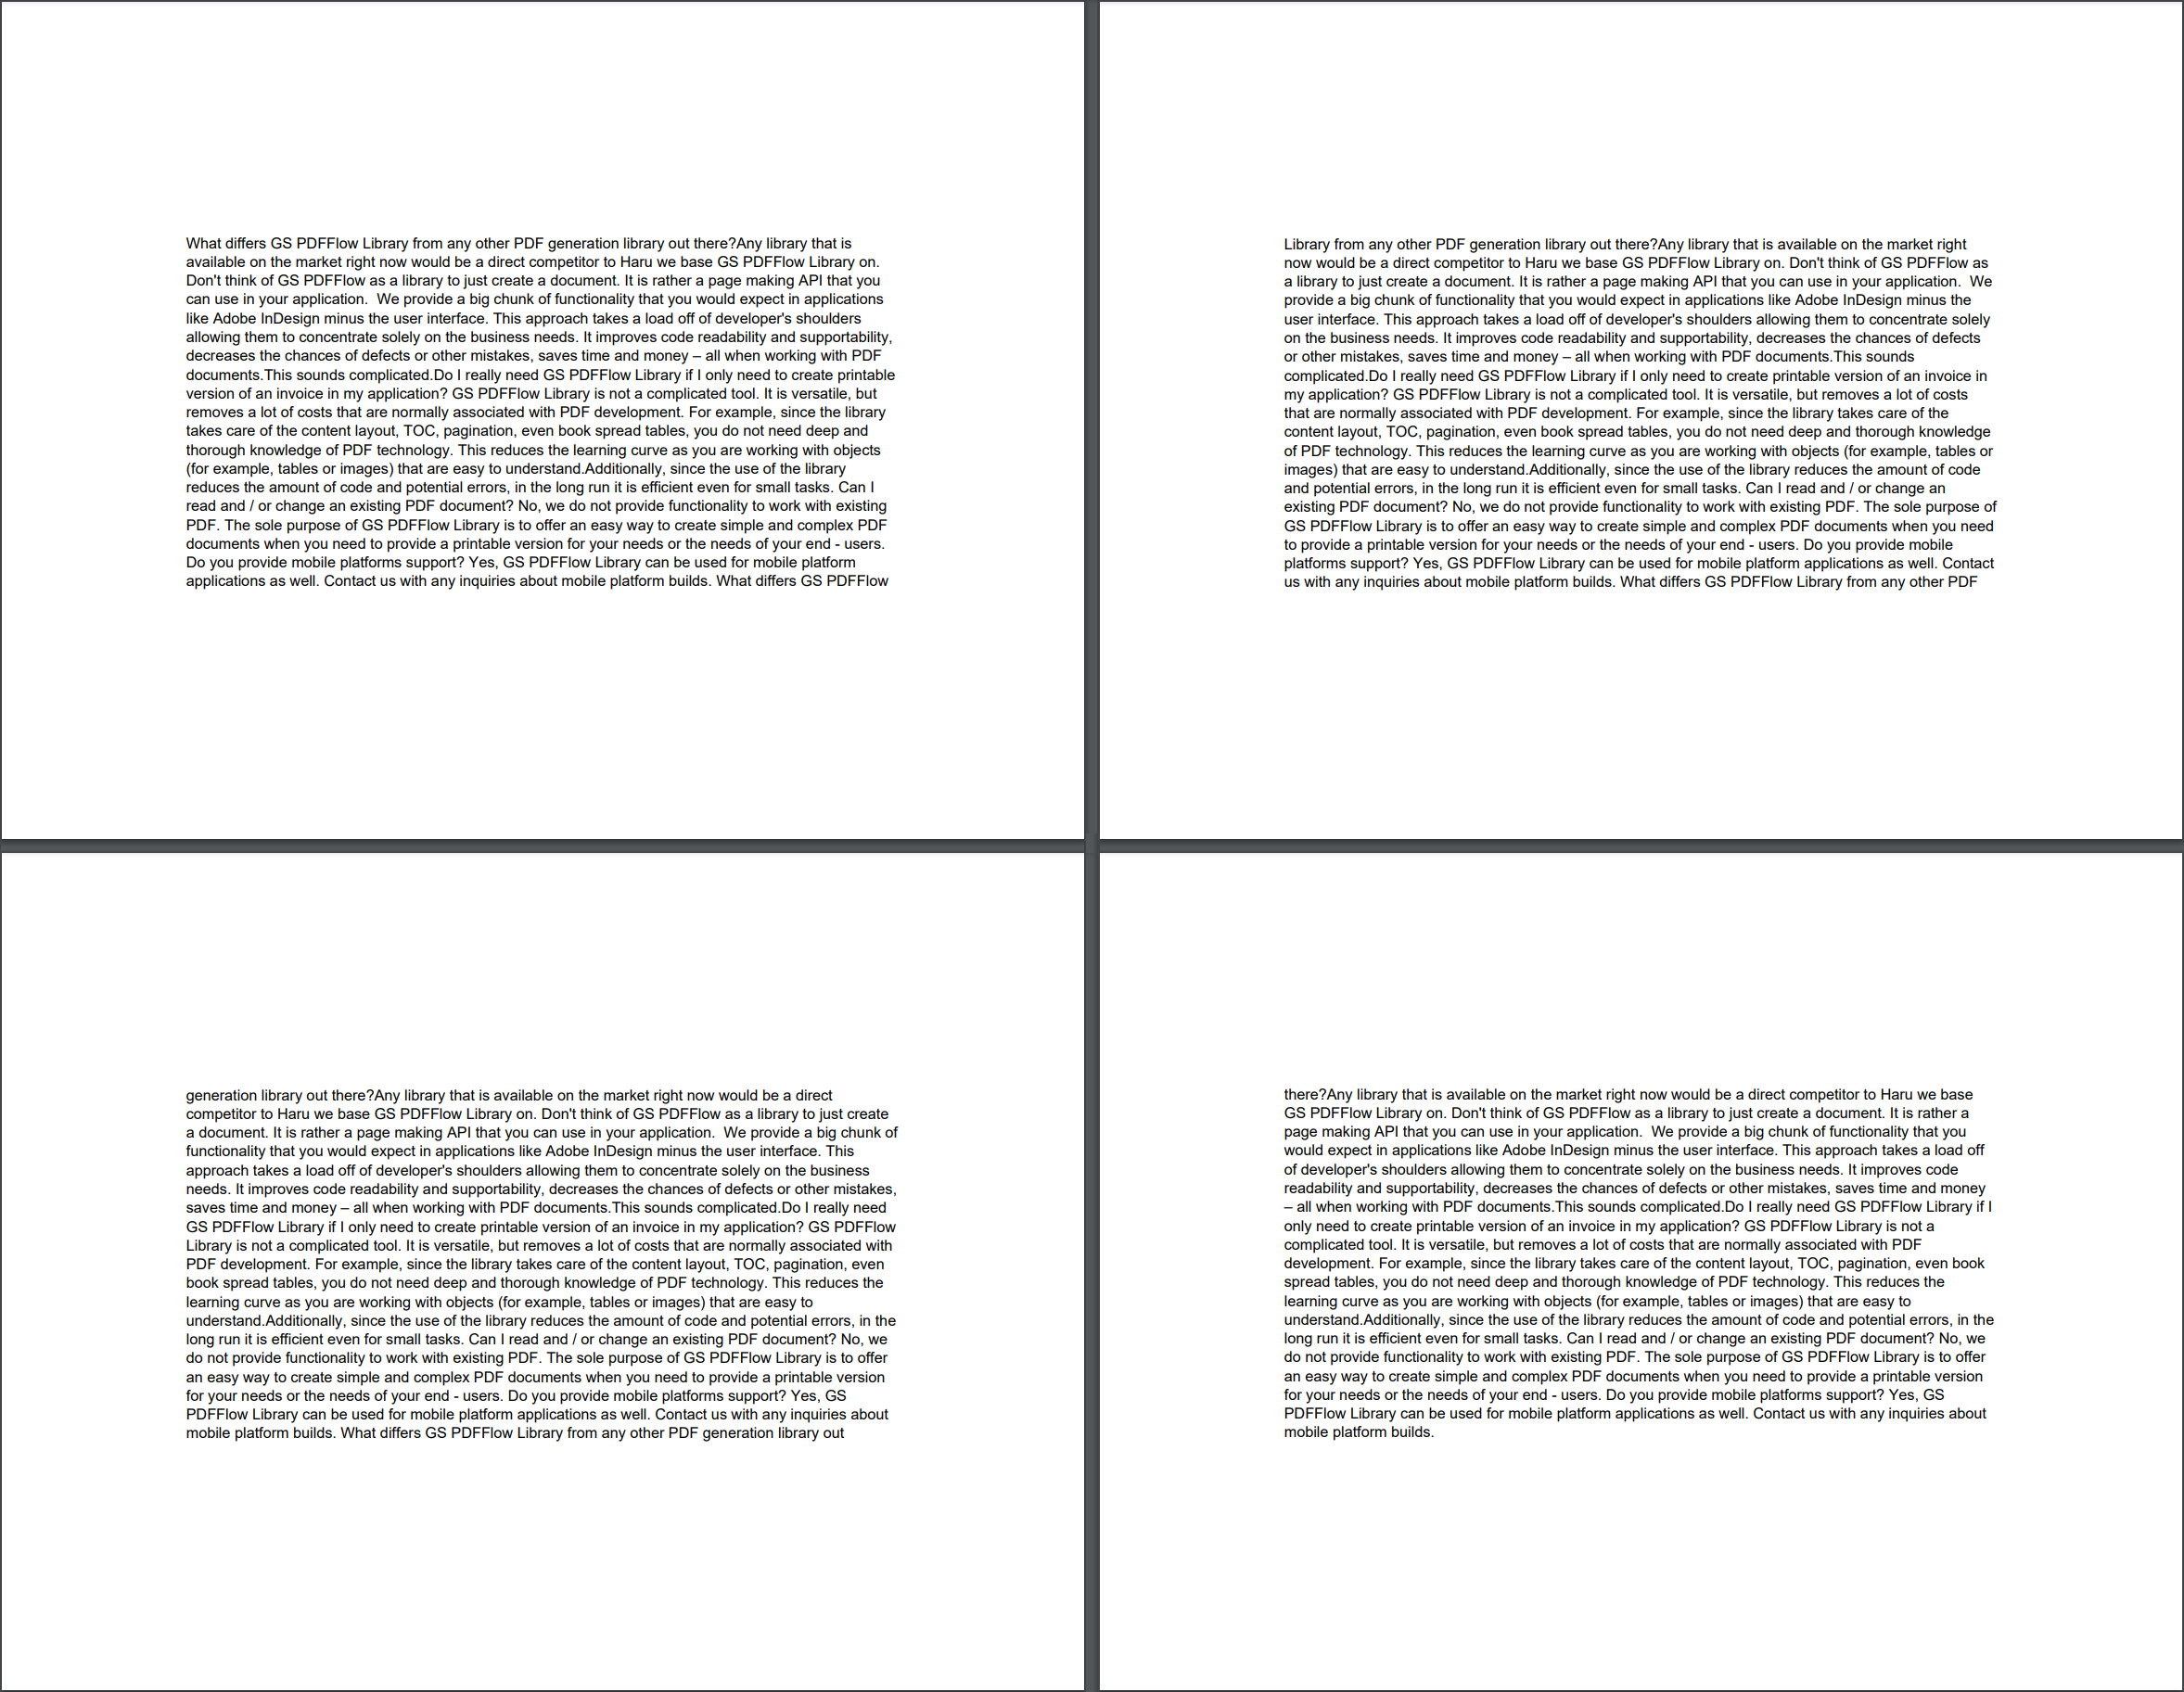 What differs GS PDFFlow Library from any other PDF generation library out there?Any library that is
available on the market right now would be a direct competitor to Haru we base GS PDFFlow Library on.
Don't think of GS PDFFlow as a library to just create a document. It is rather a page making API that you
can use in your application.  We provide a big chunk of functionality that you would expect in applications
like Adobe InDesign minus the user interface. This approach takes a load off of developer's shoulders
allowing them to concentrate solely on the business needs. It improves code readability and supportability,
decreases the chances of defects or other mistakes, saves time and money – all when working with PDF
documents.This sounds complicated.Do I really need GS PDFFlow Library if I only need to create printable
version of an invoice in my application? GS PDFFlow Library is not a complicated tool. It is versatile, but
removes a lot of costs that are normally associated with PDF development. For example, since the library
takes care of the content layout, TOC, pagination, even book spread tables, you do not need deep and
thorough knowledge of PDF technology. This reduces the learning curve as you are working with objects
(for example, tables or images) that are easy to understand.Additionally, since the use of the library
reduces the amount of code and potential errors, in the long run it is efficient even for small tasks. Can I
read and / or change an existing PDF document? No, we do not provide functionality to work with existing
PDF. The sole purpose of GS PDFFlow Library is to offer an easy way to create simple and complex PDF
documents when you need to provide a printable version for your needs or the needs of your end - users.
Do you provide mobile platforms support? Yes, GS PDFFlow Library can be used for mobile platform
applications as well. Contact us with any inquiries about mobile platform builds. What differs GS PDFFlow
Library from any other PDF generation library out there?Any library that is available on the market right
now would be a direct competitor to Haru we base GS PDFFlow Library on. Don't think of GS PDFFlow as
a library to just create a document. It is rather a page making API that you can use in your application.  We
provide a big chunk of functionality that you would expect in applications like Adobe InDesign minus the
user interface. This approach takes a load off of developer's shoulders allowing them to concentrate solely
on the business needs. It improves code readability and supportability, decreases the chances of defects
or other mistakes, saves time and money – all when working with PDF documents.This sounds
complicated.Do I really need GS PDFFlow Library if I only need to create printable version of an invoice in
my application? GS PDFFlow Library is not a complicated tool. It is versatile, but removes a lot of costs
that are normally associated with PDF development. For example, since the library takes care of the
content layout, TOC, pagination, even book spread tables, you do not need deep and thorough knowledge
of PDF technology. This reduces the learning curve as you are working with objects (for example, tables or
images) that are easy to understand.Additionally, since the use of the library reduces the amount of code
and potential errors, in the long run it is efficient even for small tasks. Can I read and / or change an
existing PDF document? No, we do not provide functionality to work with existing PDF. The sole purpose of
GS PDFFlow Library is to offer an easy way to create simple and complex PDF documents when you need
to provide a printable version for your needs or the needs of your end - users. Do you provide mobile
platforms support? Yes, GS PDFFlow Library can be used for mobile platform applications as well. Contact
us with any inquiries about mobile platform builds. What differs GS PDFFlow Library from any other PDF
generation library out there?Any library that is available on the market right now would be a direct
competitor to Haru we base GS PDFFlow Library on. Don't think of GS PDFFlow as a library to just create
a document. It is rather a page making API that you can use in your application.  We provide a big chunk of
functionality that you would expect in applications like Adobe InDesign minus the user interface. This
approach takes a load off of developer's shoulders allowing them to concentrate solely on the business
needs. It improves code readability and supportability, decreases the chances of defects or other mistakes,
saves time and money – all when working with PDF documents.This sounds complicated.Do I really need
GS PDFFlow Library if I only need to create printable version of an invoice in my application? GS PDFFlow
Library is not a complicated tool. It is versatile, but removes a lot of costs that are normally associated with
PDF development. For example, since the library takes care of the content layout, TOC, pagination, even
book spread tables, you do not need deep and thorough knowledge of PDF technology. This reduces the
learning curve as you are working with objects (for example, tables or images) that are easy to
understand.Additionally, since the use of the library reduces the amount of code and potential errors, in the
long run it is efficient even for small tasks. Can I read and / or change an existing PDF document? No, we
do not provide functionality to work with existing PDF. The sole purpose of GS PDFFlow Library is to offer
an easy way to create simple and complex PDF documents when you need to provide a printable version
for your needs or the needs of your end - users. Do you provide mobile platforms support? Yes, GS
PDFFlow Library can be used for mobile platform applications as well. Contact us with any inquiries about
mobile platform builds. What differs GS PDFFlow Library from any other PDF generation library out
there?Any library that is available on the market right now would be a direct competitor to Haru we base
GS PDFFlow Library on. Don't think of GS PDFFlow as a library to just create a document. It is rather a
page making API that you can use in your application.  We provide a big chunk of functionality that you
would expect in applications like Adobe InDesign minus the user interface. This approach takes a load off
of developer's shoulders allowing them to concentrate solely on the business needs. It improves code
readability and supportability, decreases the chances of defects or other mistakes, saves time and money
– all when working with PDF documents.This sounds complicated.Do I really need GS PDFFlow Library if I
only need to create printable version of an invoice in my application? GS PDFFlow Library is not a
complicated tool. It is versatile, but removes a lot of costs that are normally associated with PDF
development. For example, since the library takes care of the content layout, TOC, pagination, even book
spread tables, you do not need deep and thorough knowledge of PDF technology. This reduces the
learning curve as you are working with objects (for example, tables or images) that are easy to
understand.Additionally, since the use of the library reduces the amount of code and potential errors, in the
long run it is efficient even for small tasks. Can I read and / or change an existing PDF document? No, we
do not provide functionality to work with existing PDF. The sole purpose of GS PDFFlow Library is to offer
an easy way to create simple and complex PDF documents when you need to provide a printable version
for your needs or the needs of your end - users. Do you provide mobile platforms support? Yes, GS
PDFFlow Library can be used for mobile platform applications as well. Contact us with any inquiries about
mobile platform builds.